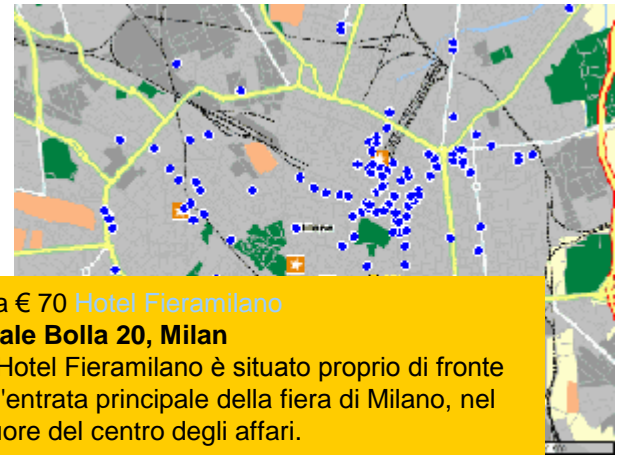 a € 70 Hotel Fieramilano
ale Bolla 20, Milan
Hotel Fieramilano è situato proprio di fronte
l'entrata principale della fiera di Milano, nel
uore del centro degli affari.